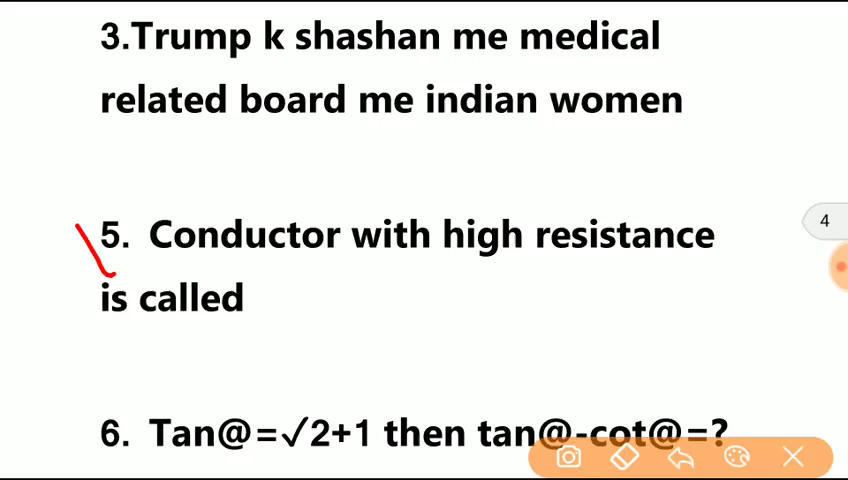 3.Trump k shashan me medical
related board me indian women
5. Conductor with high resistance
4
is called
6. Tan@=√2+1 then tan@-cot@=?